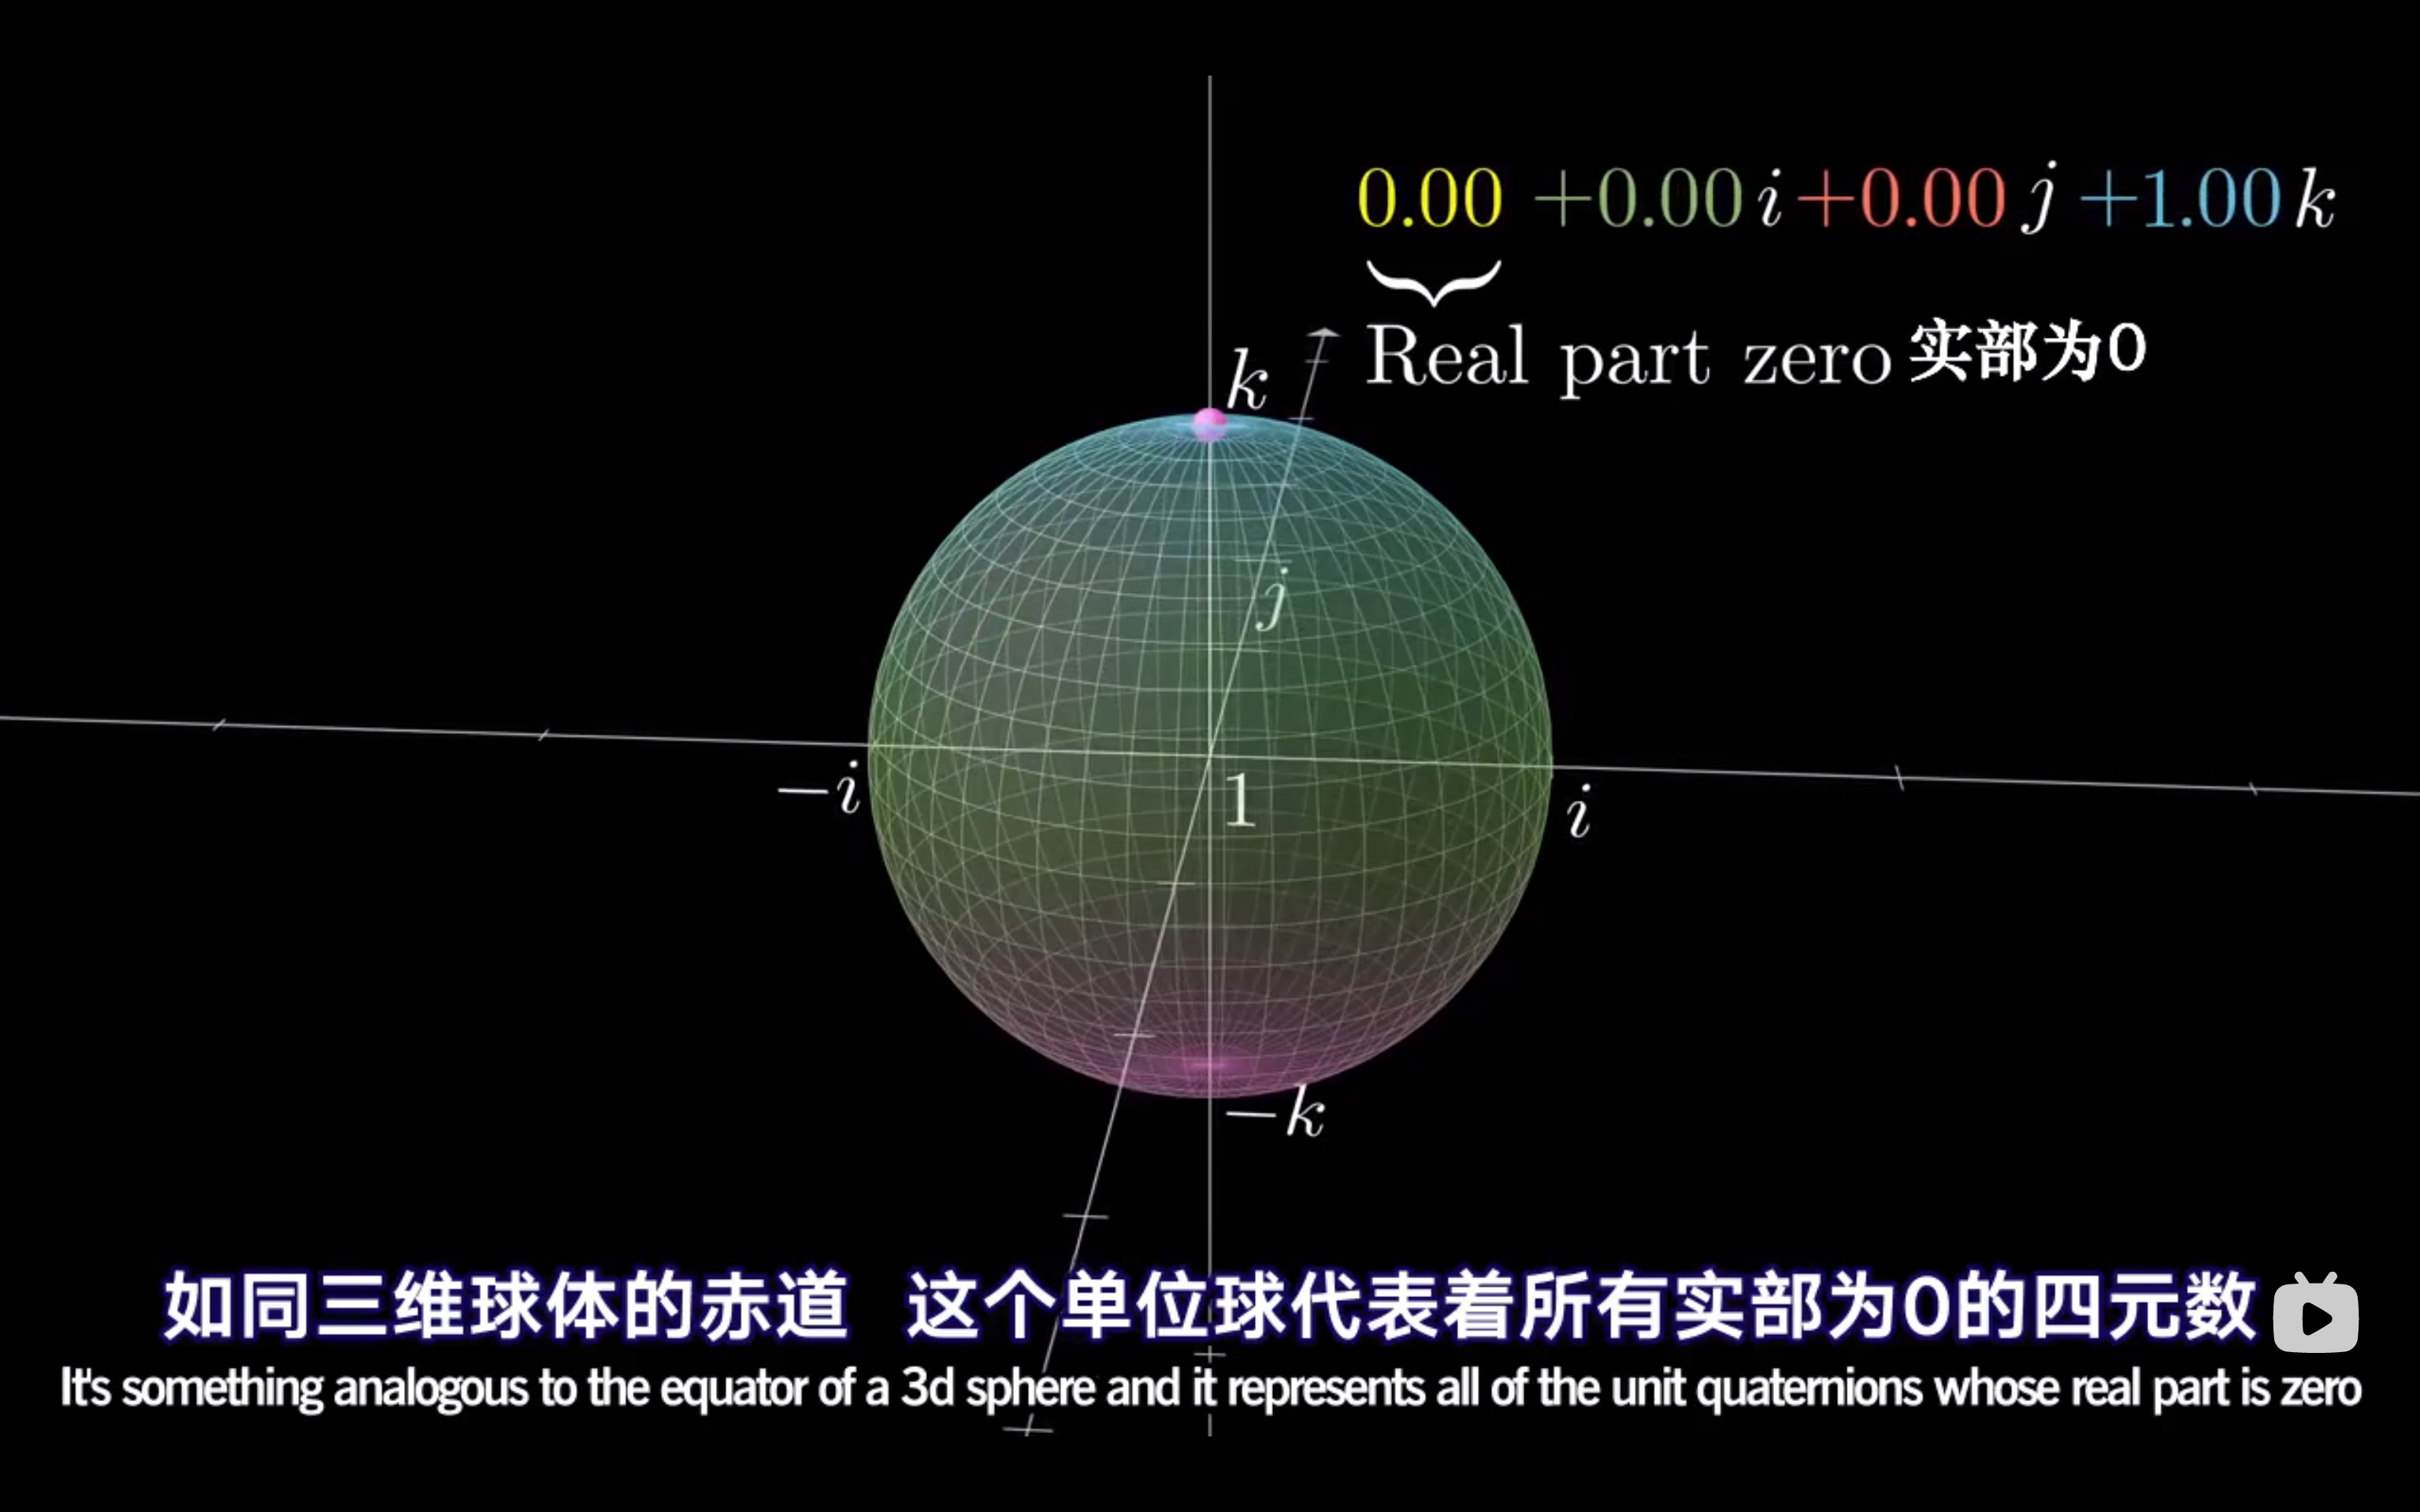 0.00 +0.00 i +0.00 j +1.00 k
Real part zero 实部为0
k
j
−i
1
i
−k
如同三维球体的赤道 这个单位球代表着所有实部为0的四元数
It's something analogous to the equator of a 3d sphere and it represents all of the unit quaternions whose real part is zero